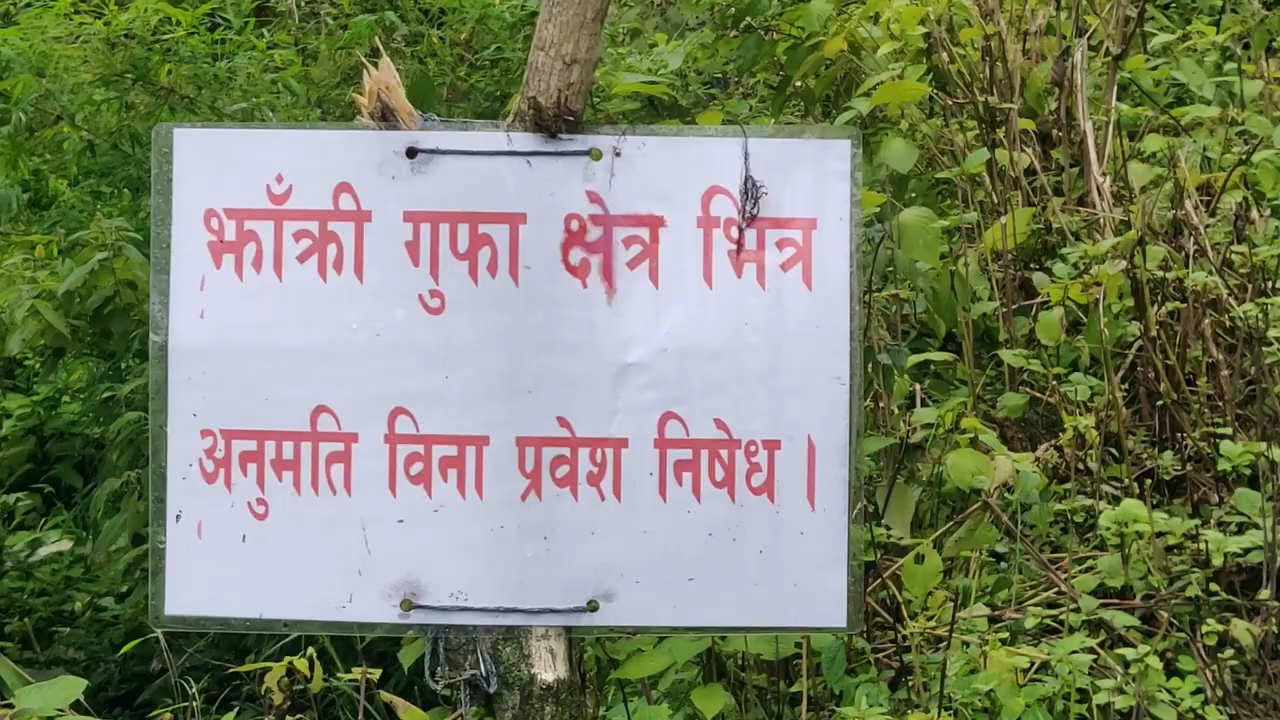 झाँक्री गुफा क्षेत्र भित्र
अनुमति विना प्रवेश निषेध ।